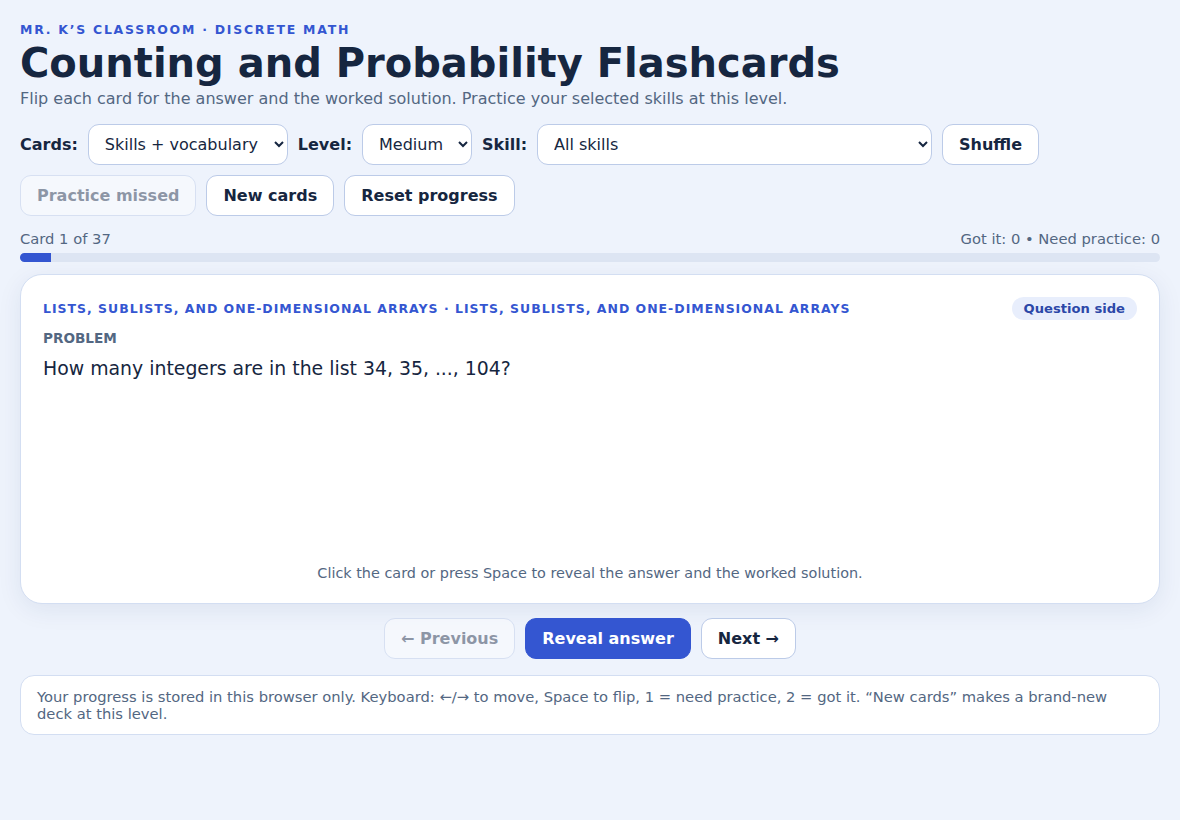 MR. K’S CLASSROOM · DISCRETE MATH
Counting and Probability Flashcards
Flip each card for the answer and the worked solution. Practice your selected skills at this level.
Cards: Skills + vocabulary Level: Medium Skill: All skills Shuffle
Practice missed New cards Reset progress
Card 1 of 37 Got it: 0 • Need practice: 0
LISTS, SUBLISTS, AND ONE-DIMENSIONAL ARRAYS · LISTS, SUBLISTS, AND ONE-DIMENSIONAL ARRAYS Question side
PROBLEM
How many integers are in the list 34, 35, ..., 104?
Click the card or press Space to reveal the answer and the worked solution.
← Previous Reveal answer Next →
Your progress is stored in this browser only. Keyboard: ←/→ to move, Space to flip, 1 = need practice, 2 = got it. “New cards” makes a brand-new
deck at this level.